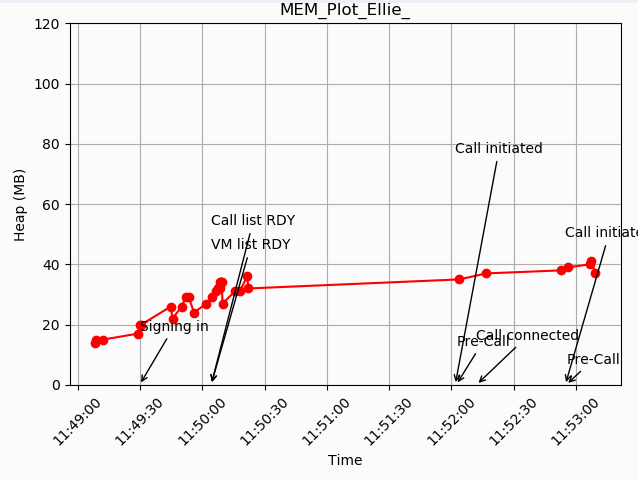 MEM_Plot_Ellie_
120
100
80
60
40
20
0
Heap (MB)
Call initiated
Call list RDY
VM list RDY
Call initiate
Signing in
Pre-Call
Call connected
Pre-Call
11:49:00
11:49:30
11:50:00
11:50:30
11:51:00
11:51:30
11:52:00
11:52:30
11:53:00
Time